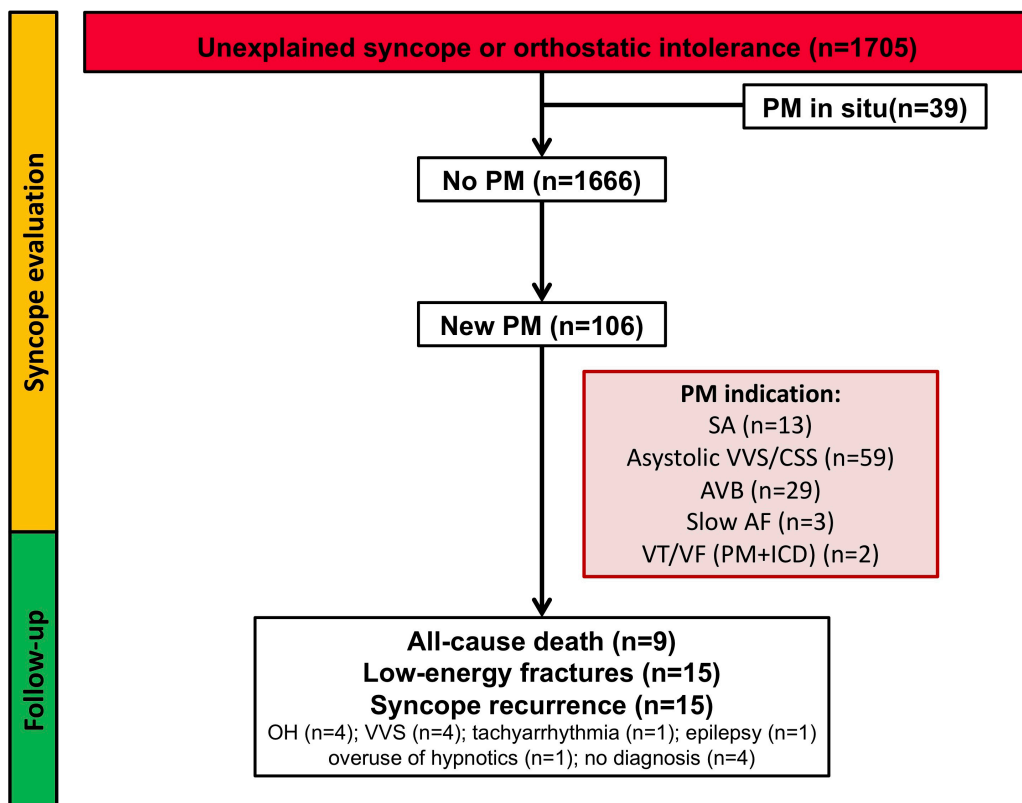 Unexplained syncope or orthostatic intolerance (n=1705)
PM in situ(n=39)
No PM (n=1666)
New PM (n=106)
PM indication:
SA (n=13)
Asystolic VVS/CSS (n=59)
AVB (n=29)
Slow AF (n=3)
VT/VF (PM+ICD) (n=2)
Syncope evaluation
All-cause death (n=9)
Low-energy fractures (n=15)
Syncope recurrence (n=15)
OH (n=4); VVS (n=4); tachyarrhythmia (n=1); epilepsy (n=1)
overuse of hypnotics (n=1); no diagnosis (n=4)
Follow-up